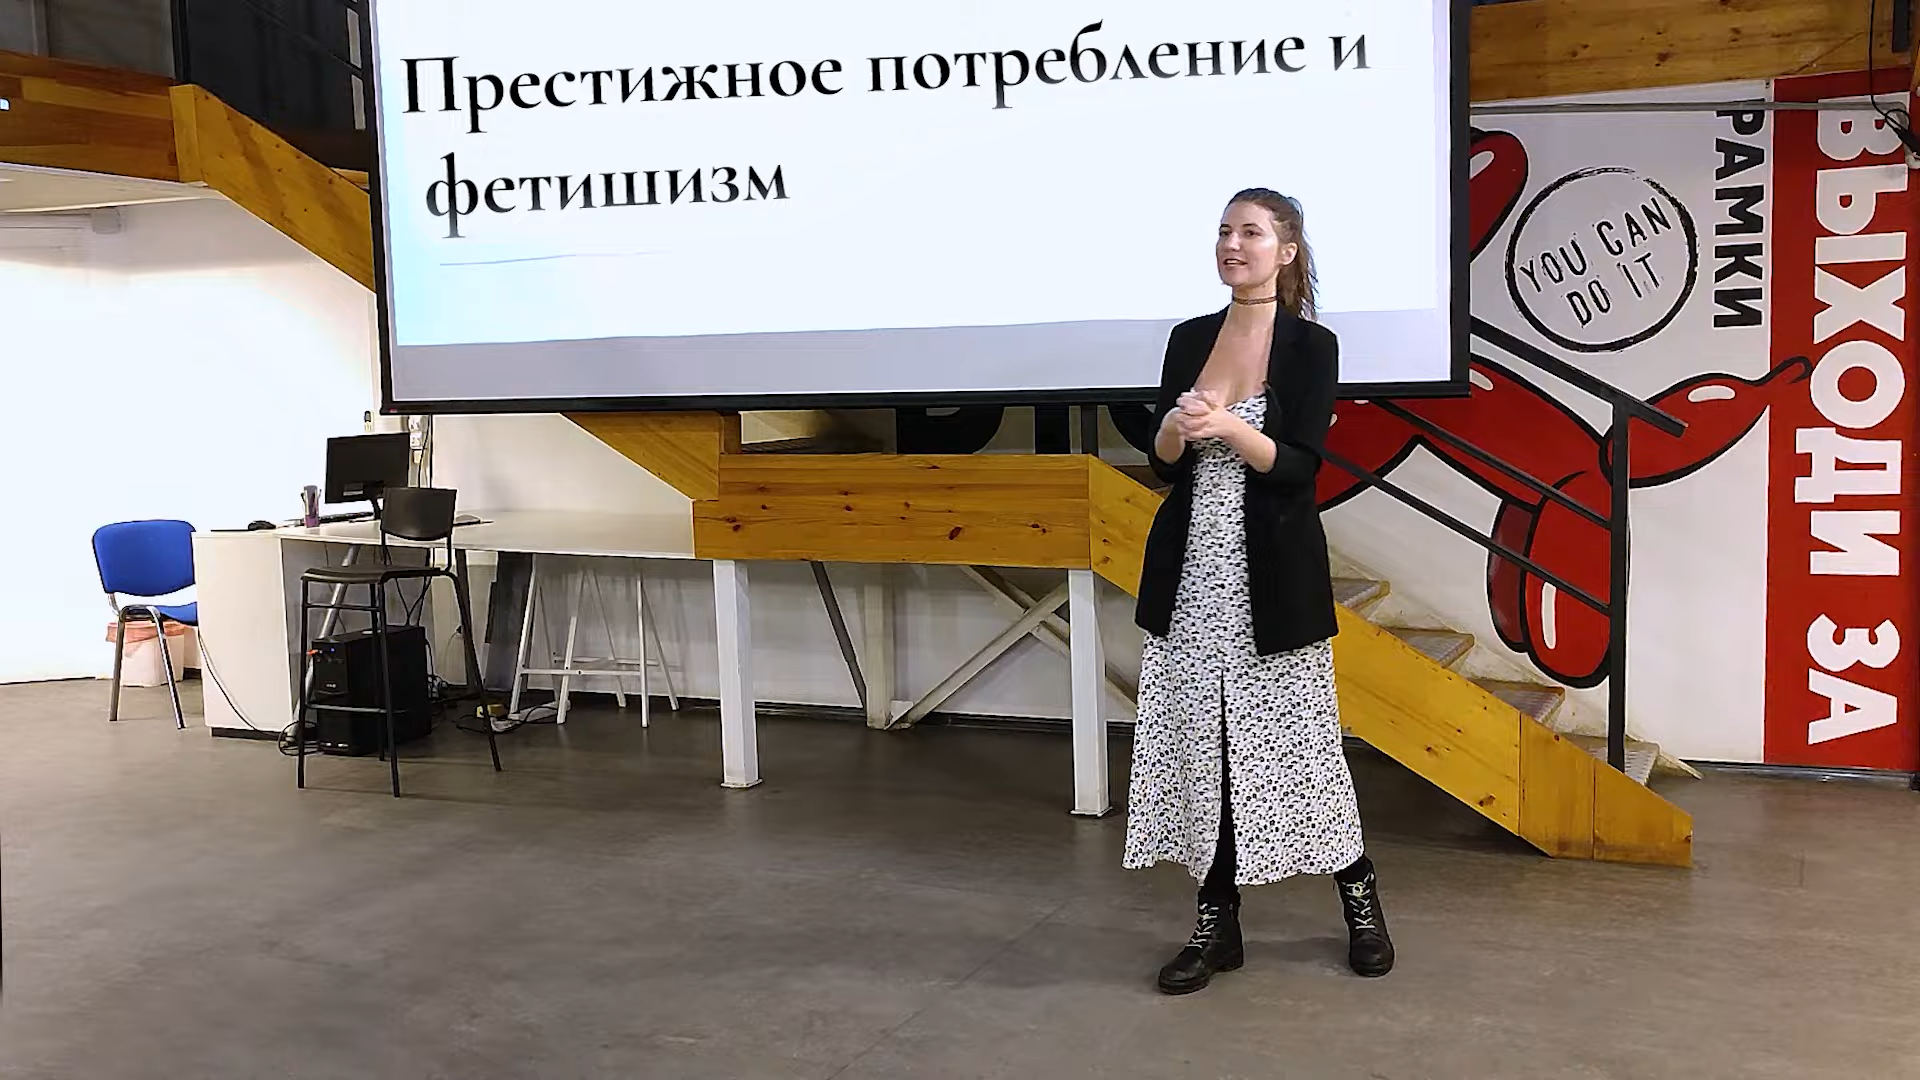 Престижное потребление и
фетишизм
YOU CAN
DO IT
РАМКИ
ВЫХОДИ ЗА